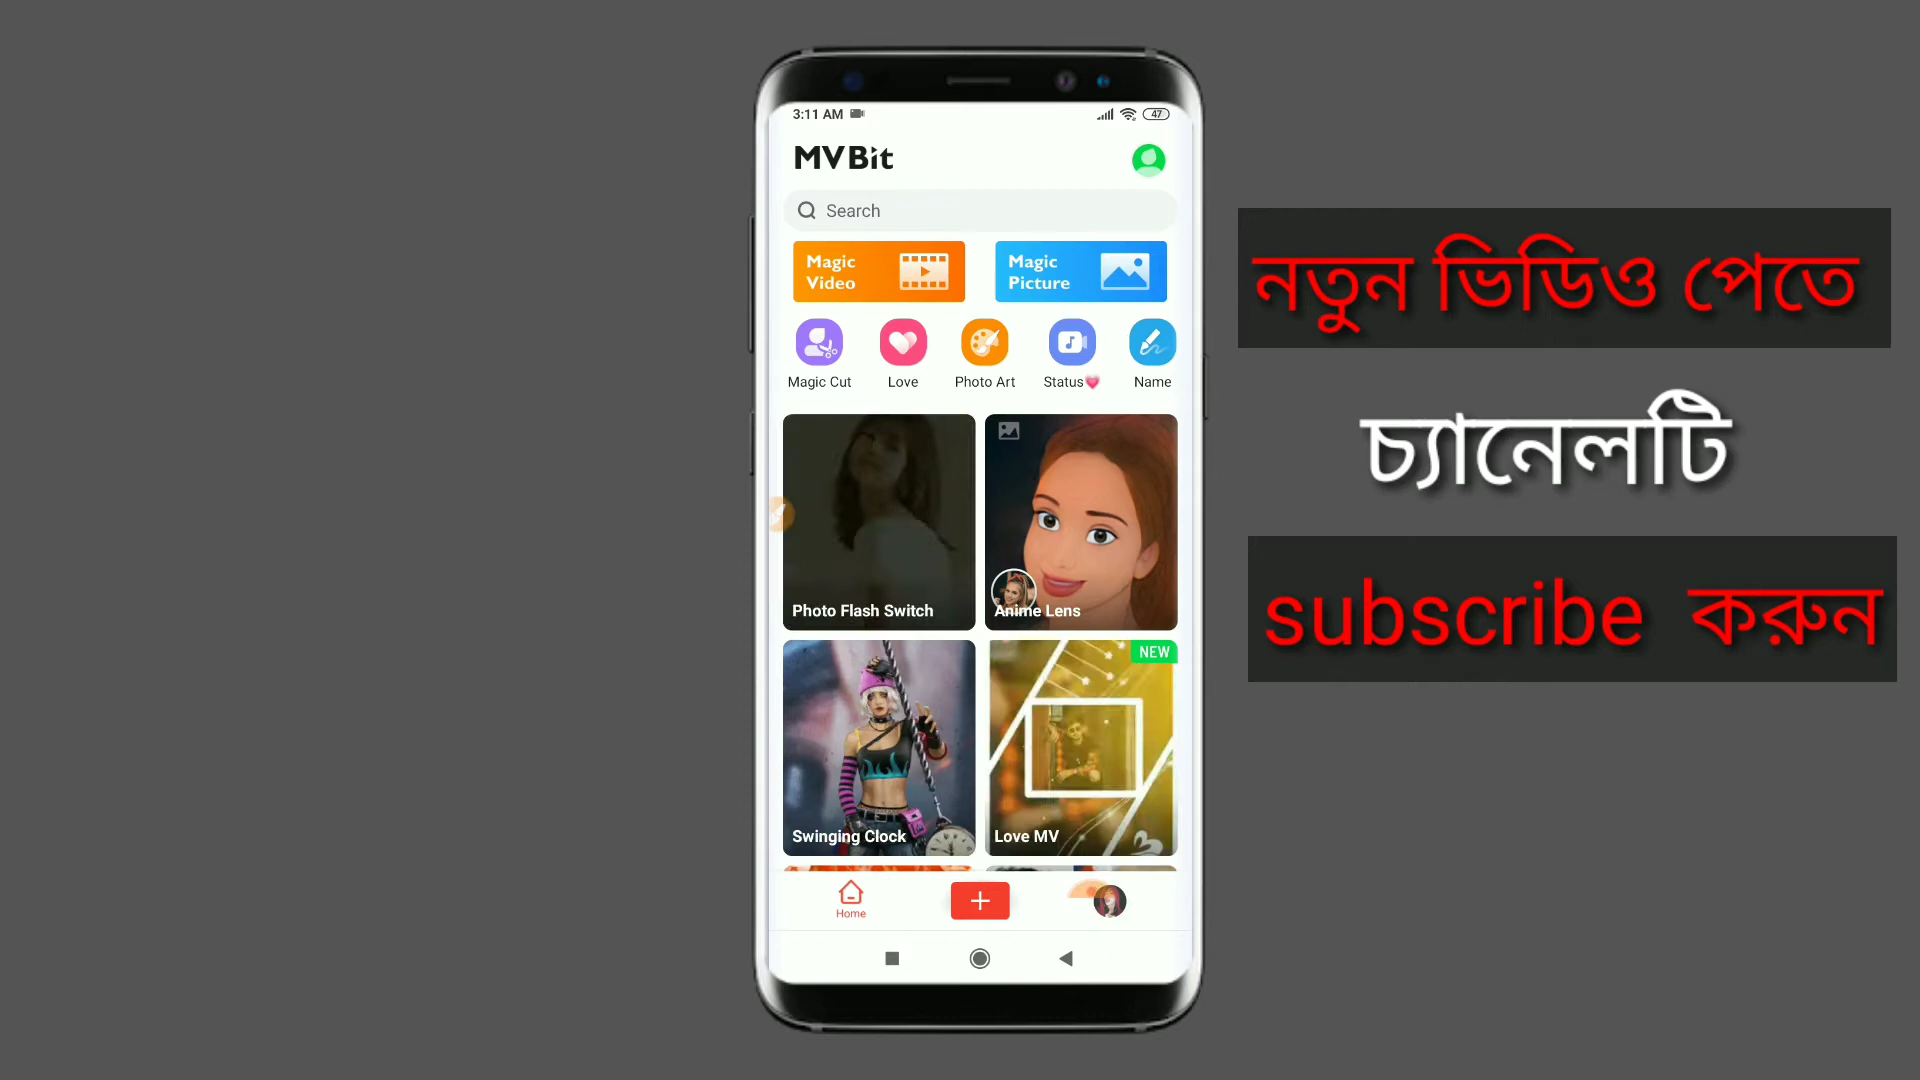 3:11 AM
47
MVBit
Search
Magic Video
Magic Picture
Magic Cut
Love
Photo Art
Status
Name
Photo Flash Switch
Anime Lens
Swinging Clock
NEW
Love MV
Home
নতুন ভিডিও পেতে
চ্যানেলটি
subscribe করুন